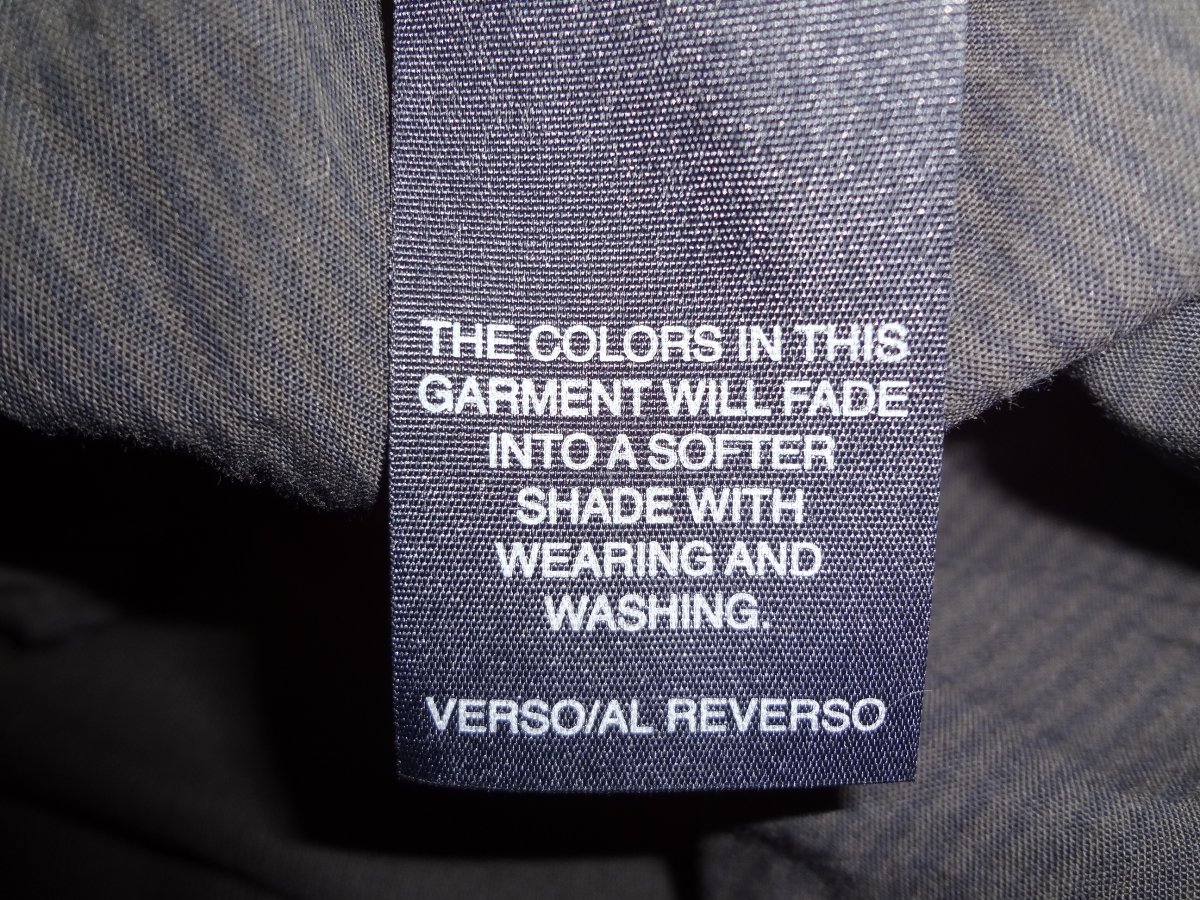 THE COLORS IN THIS
GARMENT WILL FADE
INTO A SOFTER
SHADE WITH
WEARING AND
WASHING.
VERSO/AL REVERSO